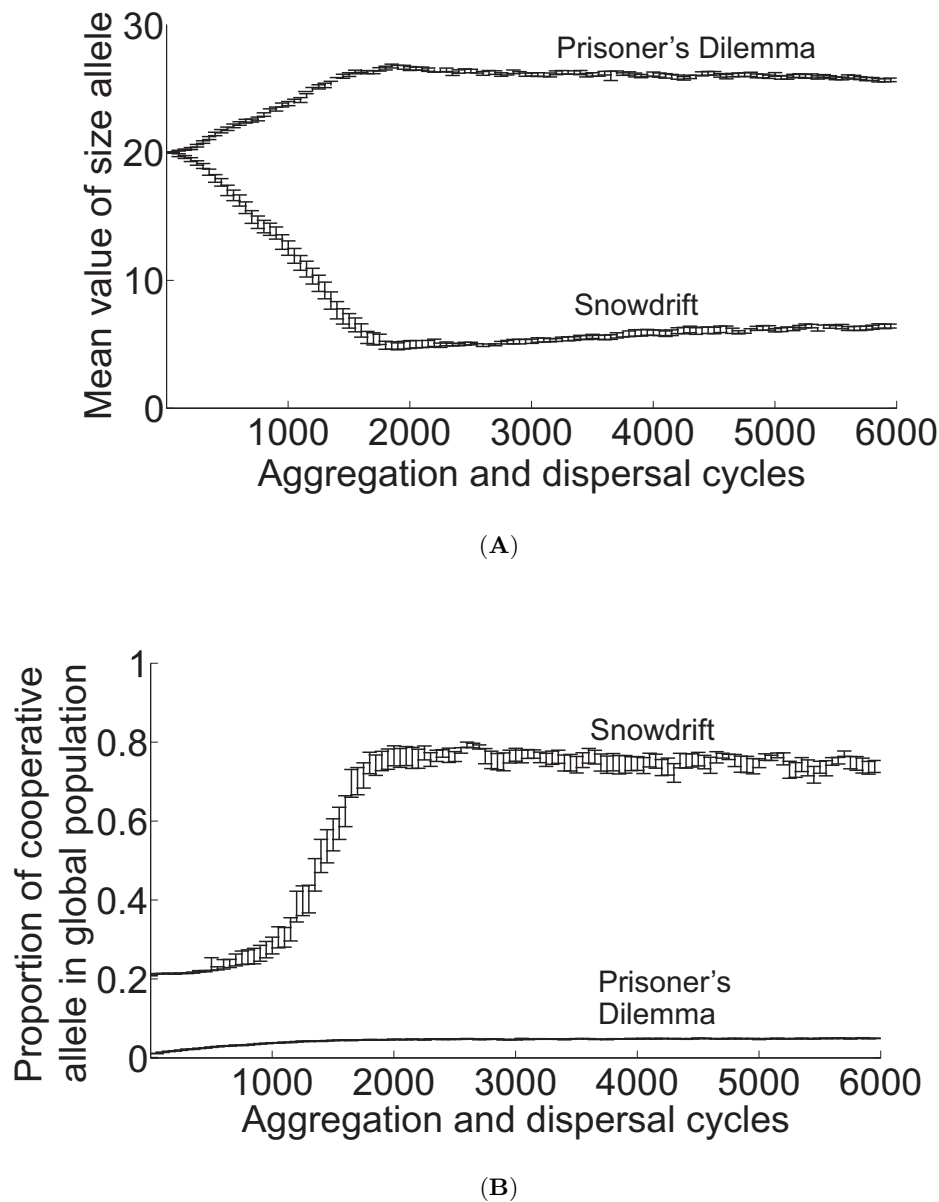 30
20
10
0
Mean value of size allele
Prisoner's Dilemma
Snowdrift
1000 2000 3000 4000 5000 6000
Aggregation and dispersal cycles
(A)
1
0.8
0.6
0.4
0.2
0
Proportion of cooperative
allele in global population
Snowdrift
Prisoner's
Dilemma
1000 2000 3000 4000 5000 6000
Aggregation and dispersal cycles
(B)